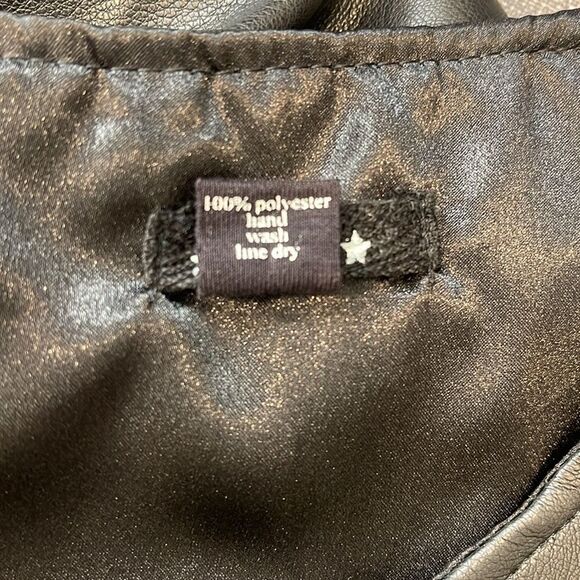 100% polyester
hand
wash
line dry